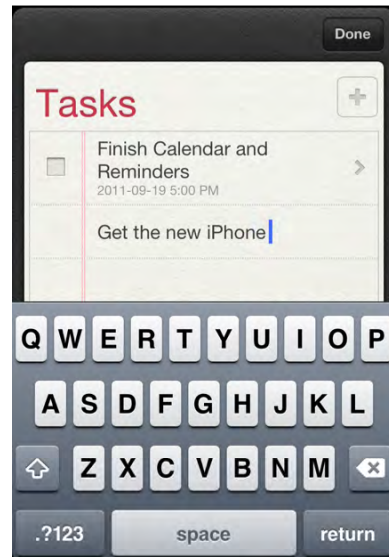 Done
Tasks
Finish Calendar and
Reminders
2011-09-19 5:00 PM
Get the new iPhone
Q W E R T Y U I O P
A S D F G H J K L
Z X C V B N M
.?123 space return